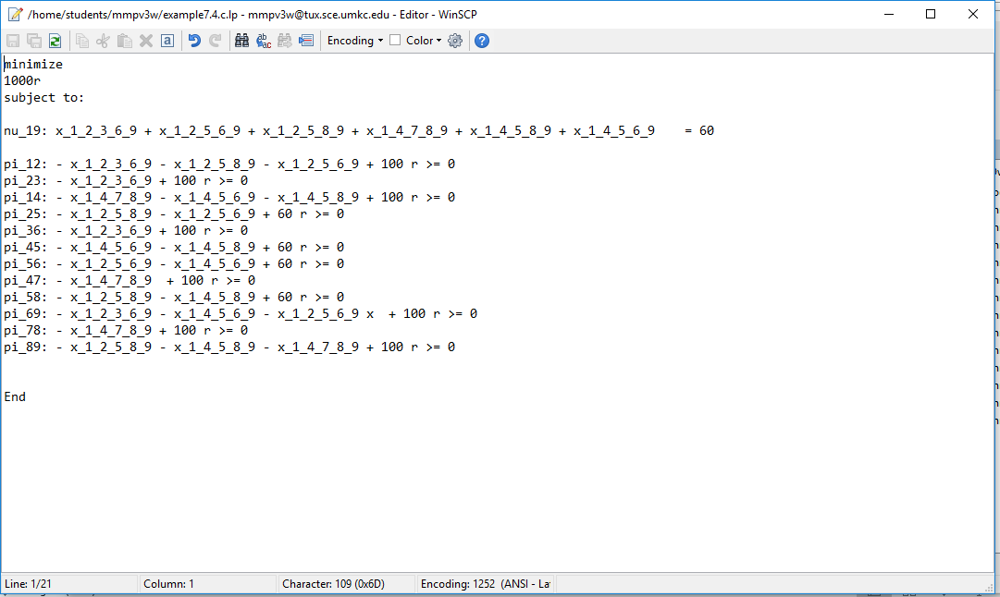 /home/students/mmpv3w/example7.4.c.lp - mmpv3w@tux.sce.umkc.edu - Editor - WinSCP
Encoding Color
minimize
1000r
subject to:
nu_19: x_1_2_3_6_9 + x_1_2_5_6_9 + x_1_2_5_8_9 + x_1_4_7_8_9 + x_1_4_5_8_9 + x_1_4_5_6_9    = 60
pi_12: - x_1_2_3_6_9 - x_1_2_5_8_9 - x_1_2_5_6_9 + 100 r >= 0
pi_23: - x_1_2_3_6_9 + 100 r >= 0
pi_14: - x_1_4_7_8_9 - x_1_4_5_6_9 - x_1_4_5_8_9 + 100 r >= 0
pi_25: - x_1_2_5_8_9 - x_1_2_5_6_9 + 60 r >= 0
pi_36: - x_1_2_3_6_9 + 100 r >= 0
pi_45: - x_1_4_5_6_9 - x_1_4_5_8_9 + 60 r >= 0
pi_56: - x_1_2_5_6_9 - x_1_4_5_6_9 + 60 r >= 0
pi_47: - x_1_4_7_8_9  + 100 r >= 0
pi_58: - x_1_2_5_8_9 - x_1_4_5_8_9 + 60 r >= 0
pi_69: - x_1_2_3_6_9 - x_1_4_5_6_9 - x_1_2_5_6_9 x  + 100 r >= 0
pi_78: - x_1_4_7_8_9 + 100 r >= 0
pi_89: - x_1_2_5_8_9 - x_1_4_5_8_9 - x_1_4_7_8_9 + 100 r >= 0
End
Line: 1/21 Column: 1 Character: 109 (0x6D) Encoding: 1252 (ANSI - La